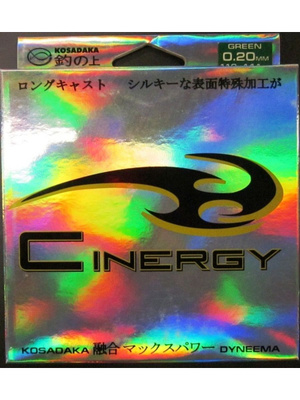 KOSADAKA
釣の上
GREEN
0.20MM
ロングキャスト シルキーな表面特殊加工が
CINERGY
KOSADAKA 融合マックスパワー DYNEEMA